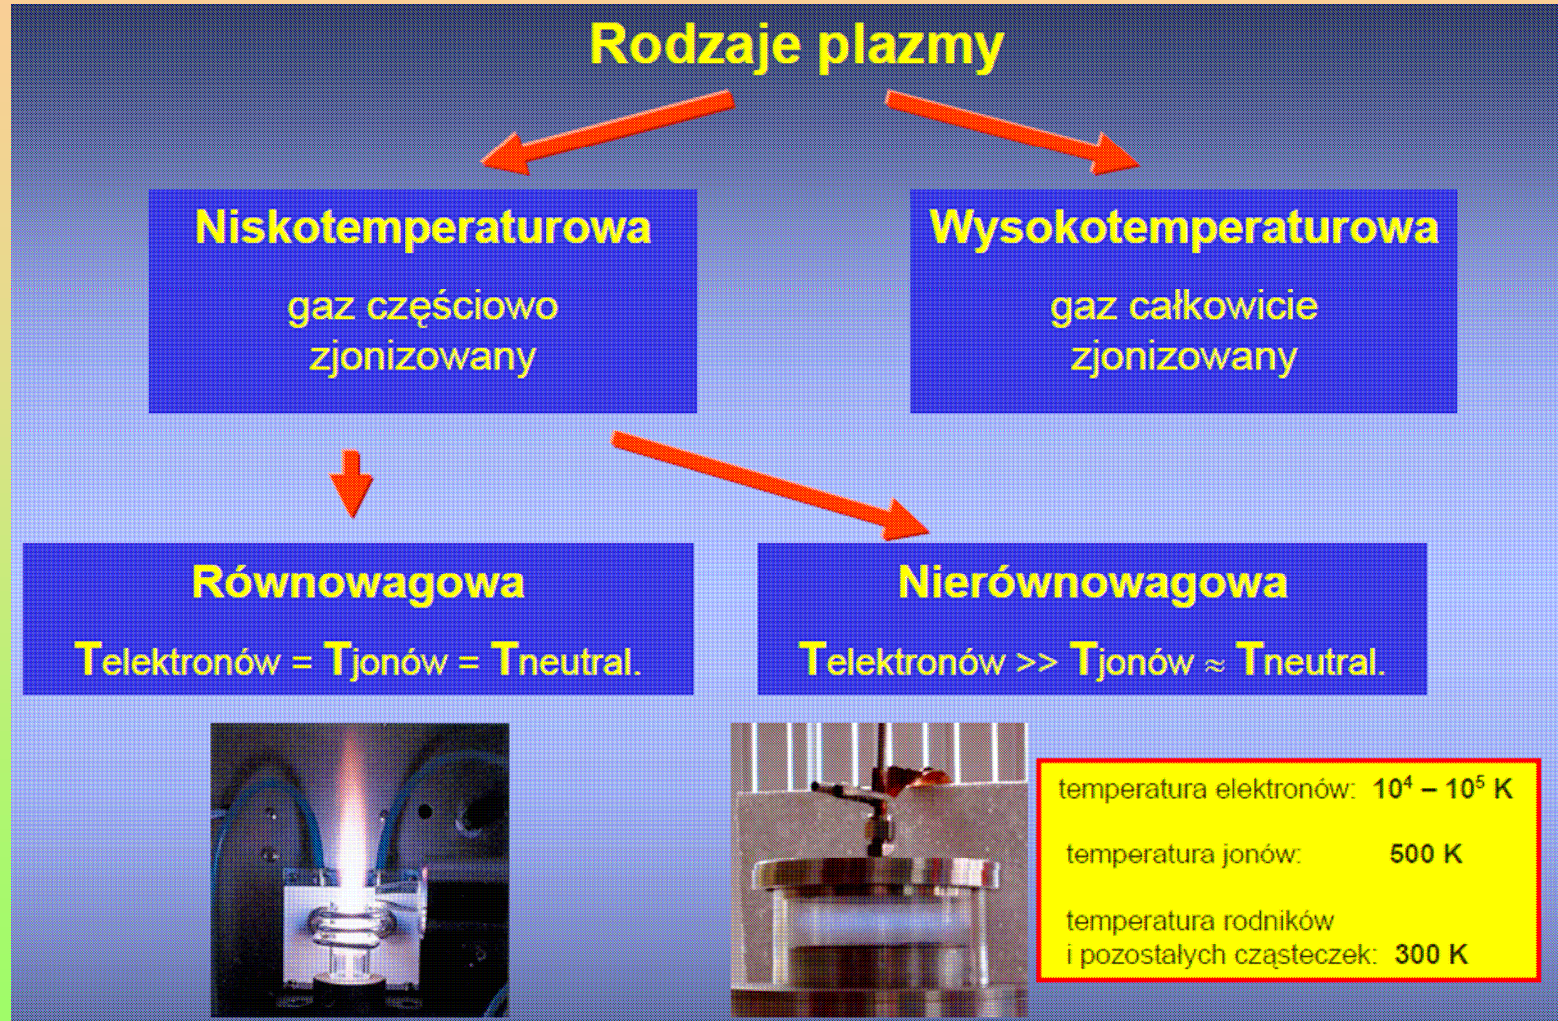 Rodzaje plazmy
Niskotemperaturowa
gaz częściowo
zjonizowany
Wysokotemperaturowa
gaz całkowicie
zjonizowany
Równowagowa
Telektronów = Tjonów = Tneutral.
Nierównowagowa
Telektronów >> Tjonów ≈ Tneutral.
temperatura elektronów: 10⁴ – 10⁵ K
temperatura jonów: 500 K
temperatura rodników
i pozostałych cząsteczek: 300 K